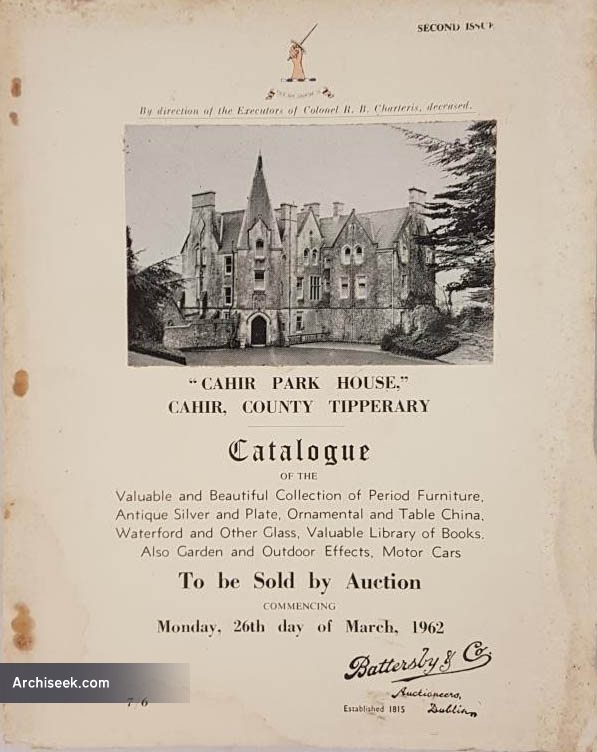 SECOND ISSUE
By direction of the Executors of Colonel R. B. Charteris, deceased.
"CAHIR PARK HOUSE,"
CAHIR, COUNTY TIPPERARY
Catalogue
OF THE
Valuable and Beautiful Collection of Period Furniture,
Antique Silver and Plate, Ornamental and Table China,
Waterford and Other Glass, Valuable Library of Books.
Also Garden and Outdoor Effects, Motor Cars
To be Sold by Auction
COMMENCING
Monday, 26th day of March, 1962
Battersby & Co.
Auctioneers,
Established 1815 Dublin
Archiseek.com
7/6